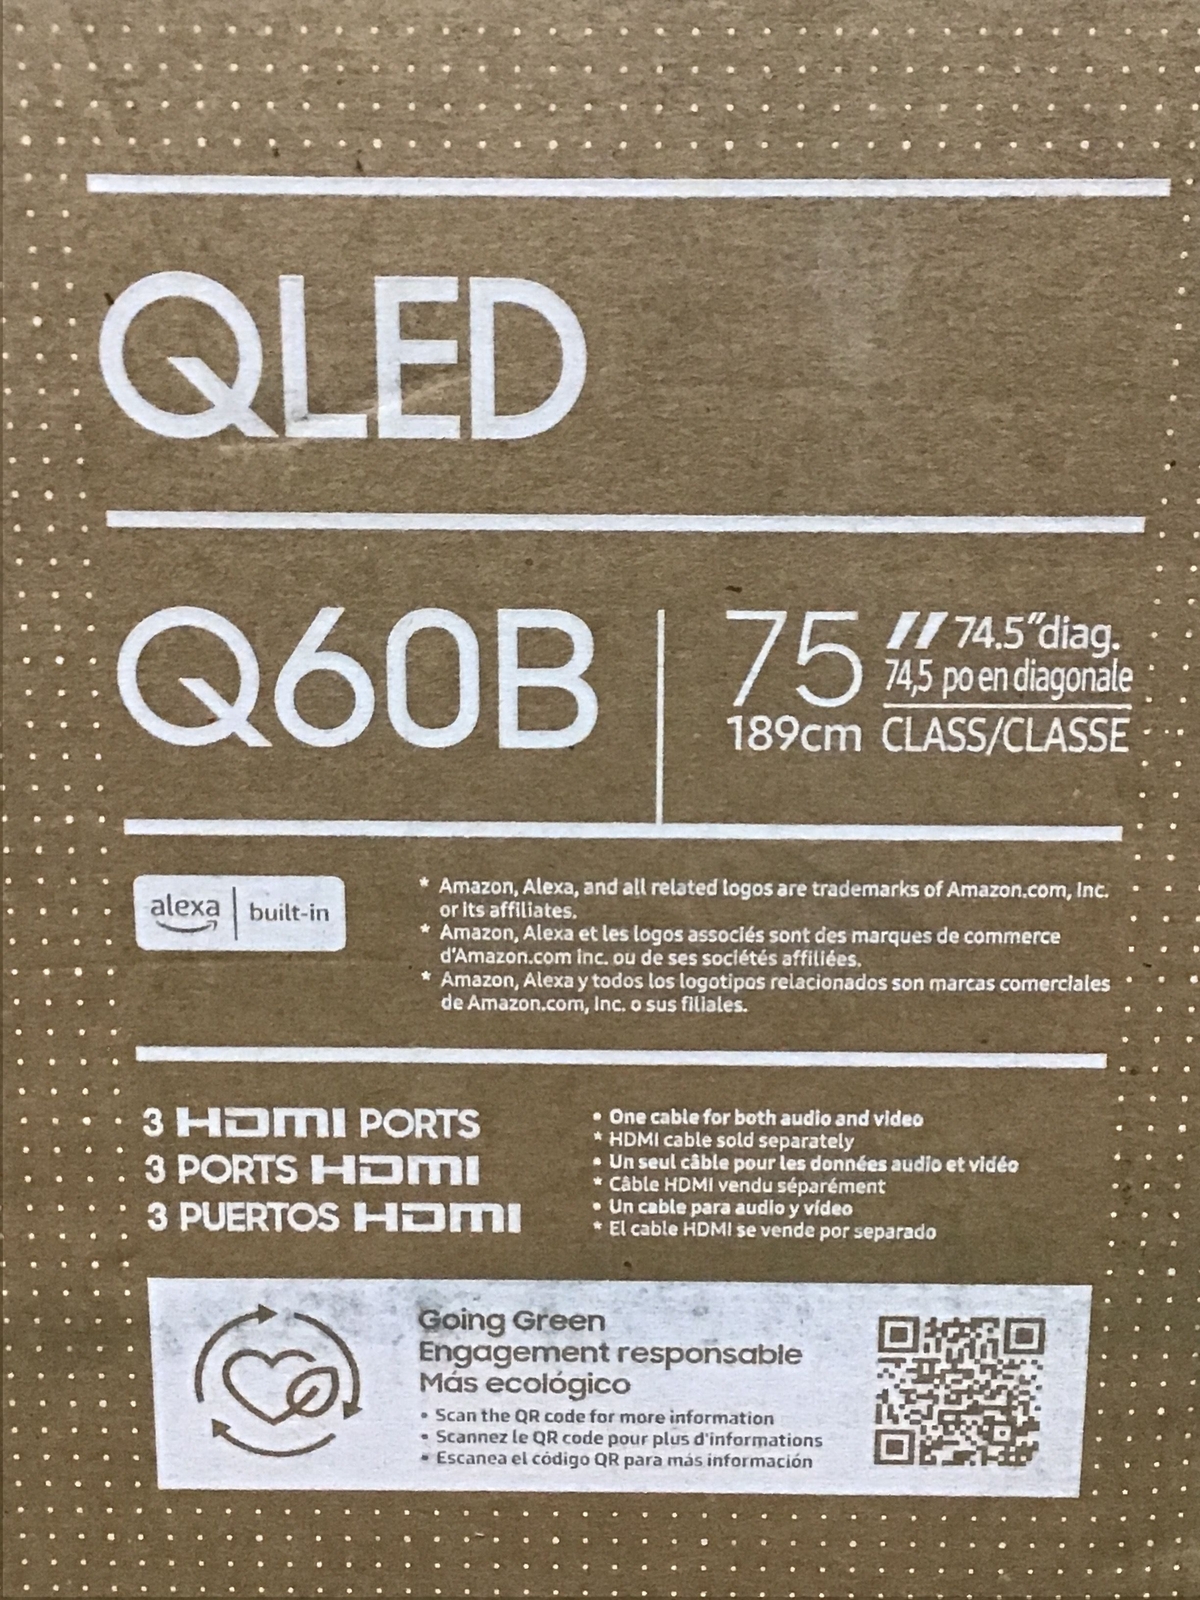 QLED
Q60B
75" 74.5"diag.
74,5 po en diagonale
189cm CLASS/CLASSE
alexa built-in
* Amazon, Alexa, and all related logos are trademarks of Amazon.com, Inc.
or its affiliates.
* Amazon, Alexa et les logos associés sont des marques de commerce
d'Amazon.com inc. ou de ses sociétés affiliées.
* Amazon, Alexa y todos los logotipos relacionados son marcas comerciales
de Amazon.com, Inc. o sus filiales.
3 HDMI PORTS
3 PORTS HDMI
3 PUERTOS HDMI
• One cable for both audio and video
* HDMI cable sold separately
• Un seul câble pour les données audio et vidéo
* Câble HDMI vendu séparément
• Un cable para audio y vídeo
* El cable HDMI se vende por separado
Going Green
Engagement responsable
Más ecológico
• Scan the QR code for more information
• Scannez le QR code pour plus d'informations
• Escanea el código QR para más información